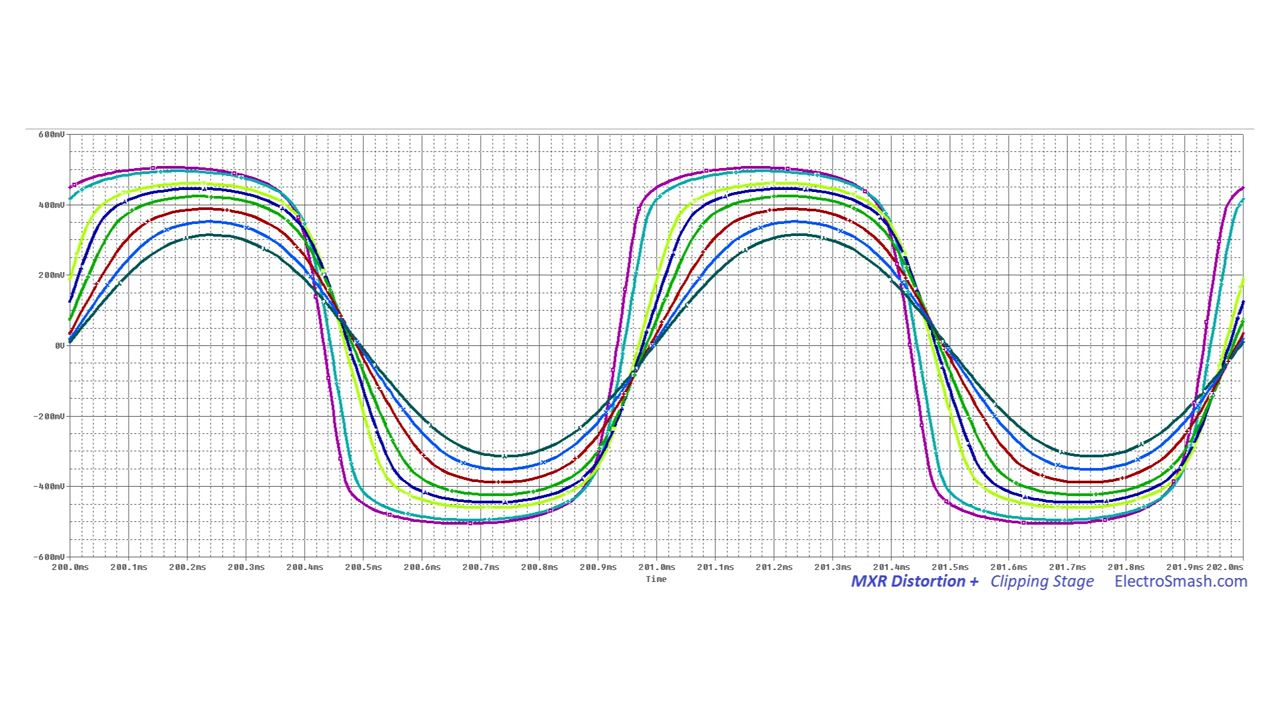 600mV
400mV
200mV
0V
-200mV
-400mV
-600mV
200.0ms 200.1ms 200.2ms 200.3ms 200.4ms 200.5ms 200.6ms 200.7ms 200.8ms 200.9ms 201.0ms 201.1ms 201.2ms 201.3ms 201.4ms 201.5ms 201.6ms 201.7ms 201.8ms 201.9ms 202.0ms
Time
MXR Distortion + Clipping Stage ElectroSmash.com